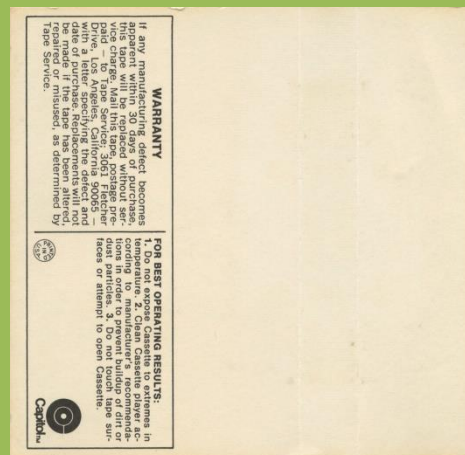 WARRANTY
If any manufacturing defect becomes
apparent within 30 days of purchase,
this tape will be replaced without ser-
vice charge. Mail this tape, postage pre-
paid – to Tape Service; 3061 Fletcher
Drive, Los Angeles, California 90065 –
with a letter specifying the defect and
date of purchase. Replacements will not
be made if the tape has been altered,
repaired or misused, as determined by
Tape Service.
FOR BEST OPERATING RESULTS:
1. Do not expose Cassette to extremes in
temperature. 2. Clean Cassette player ac-
cording to manufacturer's recommenda-
tions in order to prevent buildup of dirt or
dust particles. 3. Do not touch tape sur-
faces or attempt to open Cassette.
PRINTED
IN
U.S.A.
Capitol™